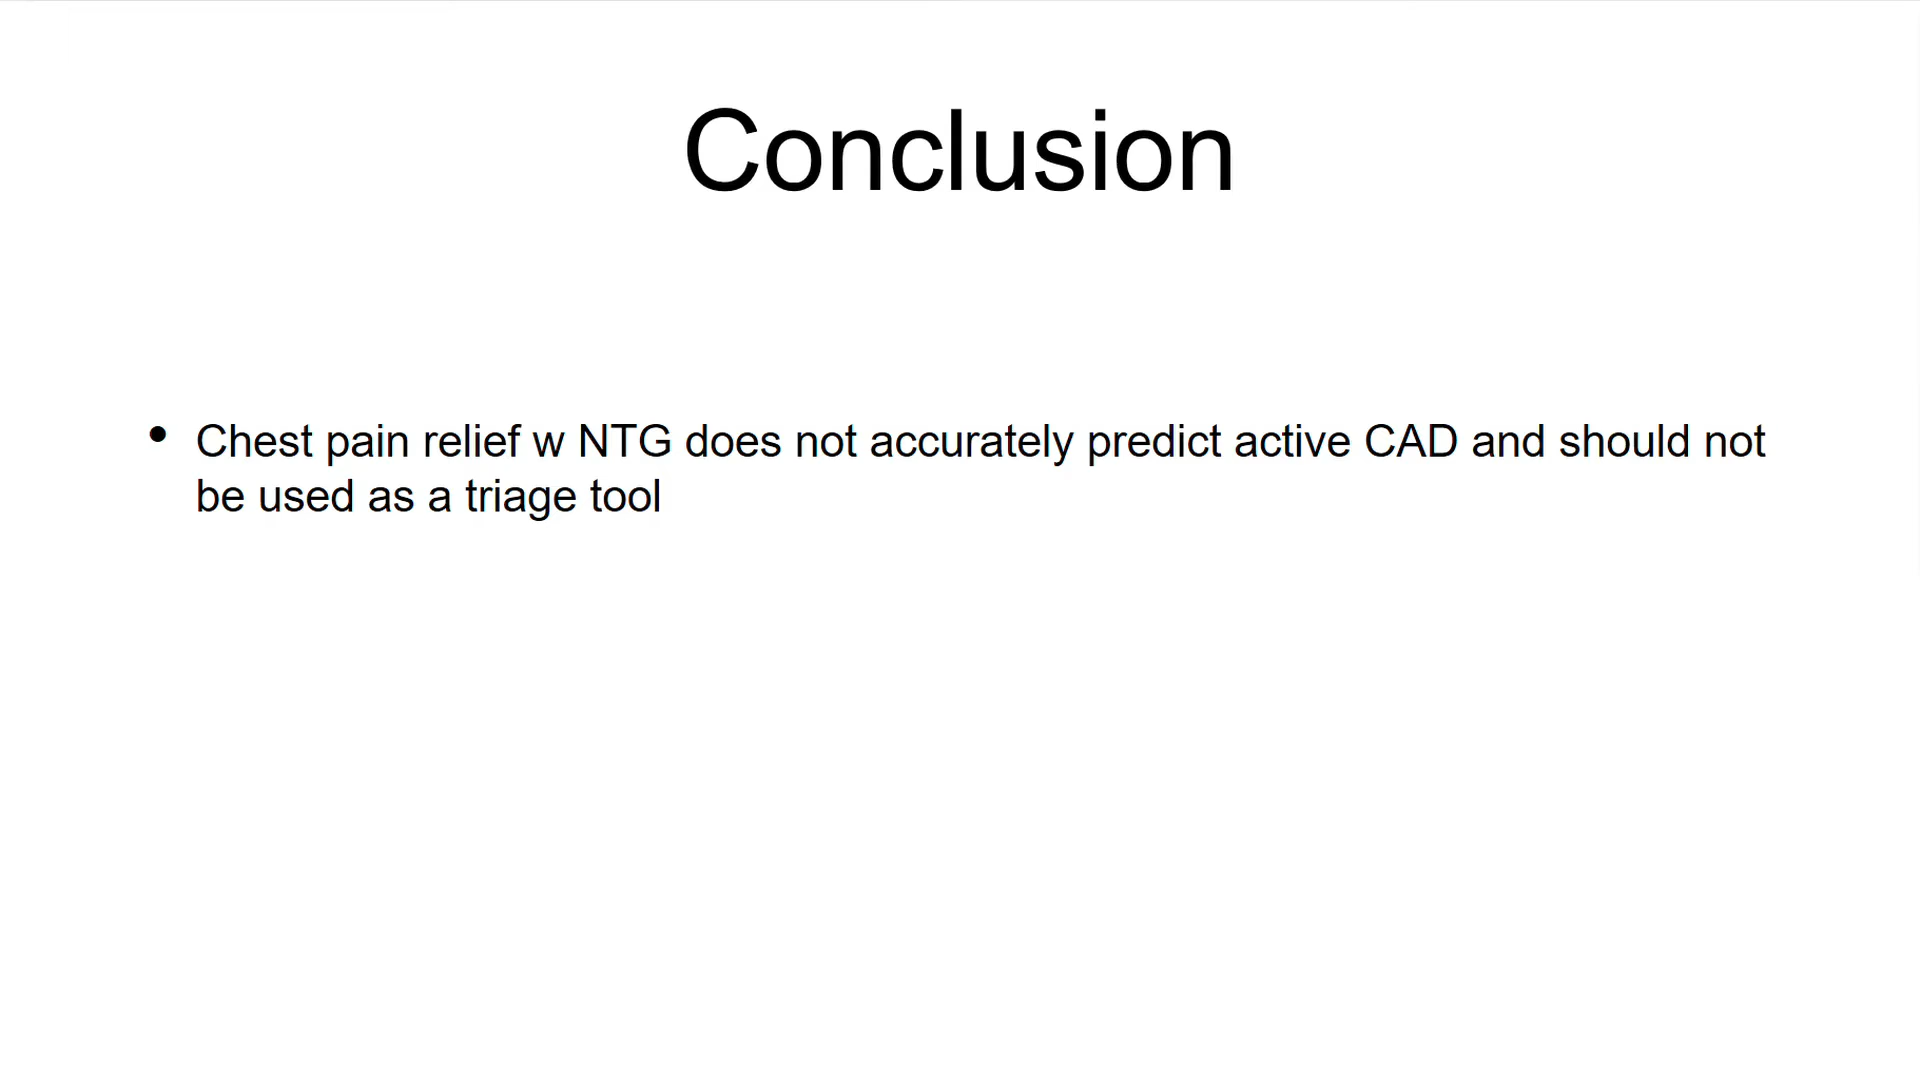 Conclusion
• Chest pain relief w NTG does not accurately predict active CAD and should not
be used as a triage tool